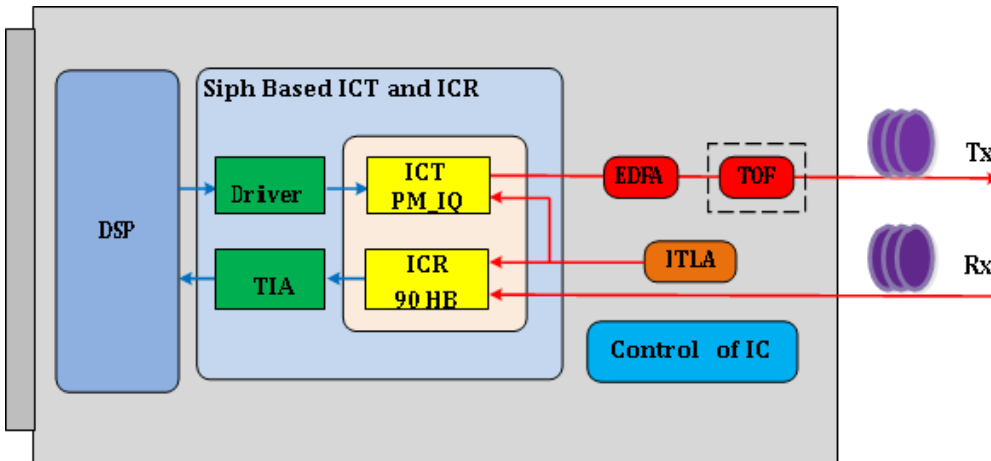 Siph Based ICT and ICR
DSP
Driver
ICT
PM_IQ
TIA
ICR
90 HB
EDFA
TOF
ITLA
Control of IC
Tx
Rx